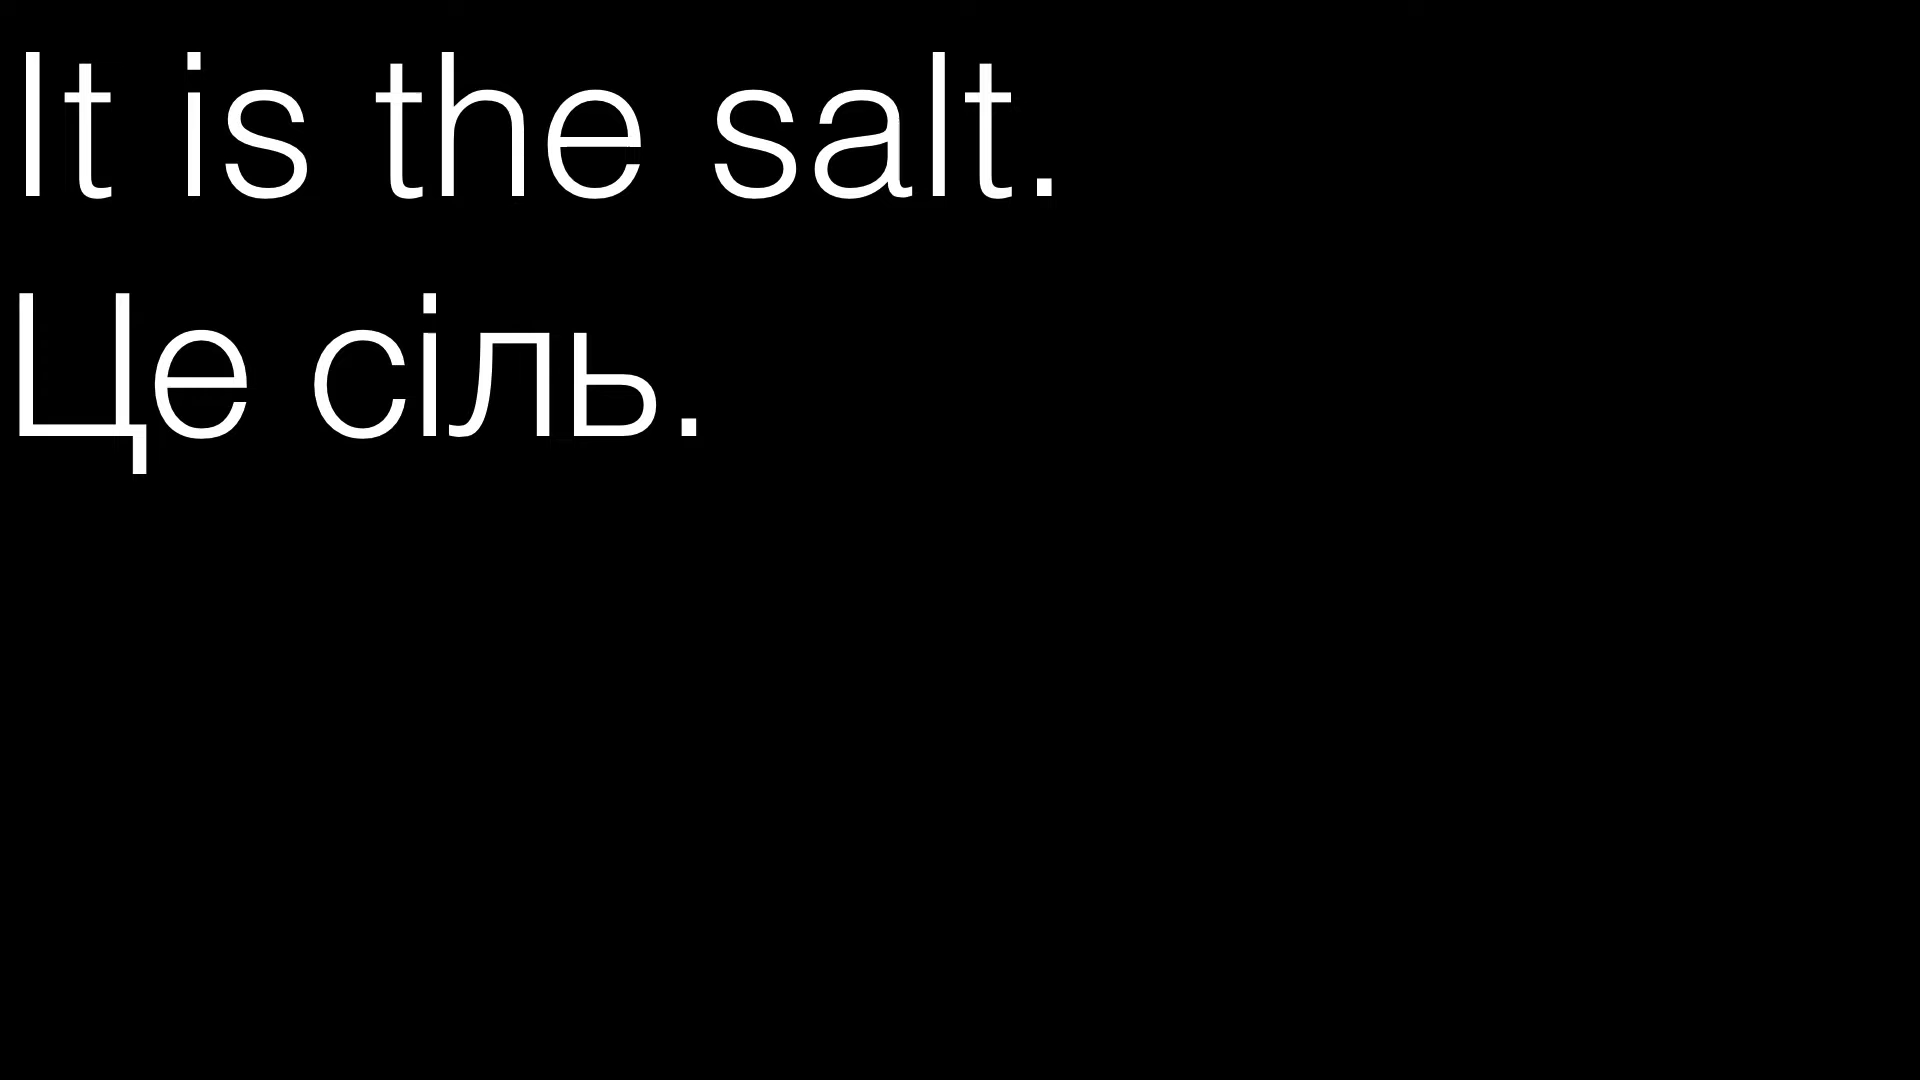 It is the salt.
Це сіль.